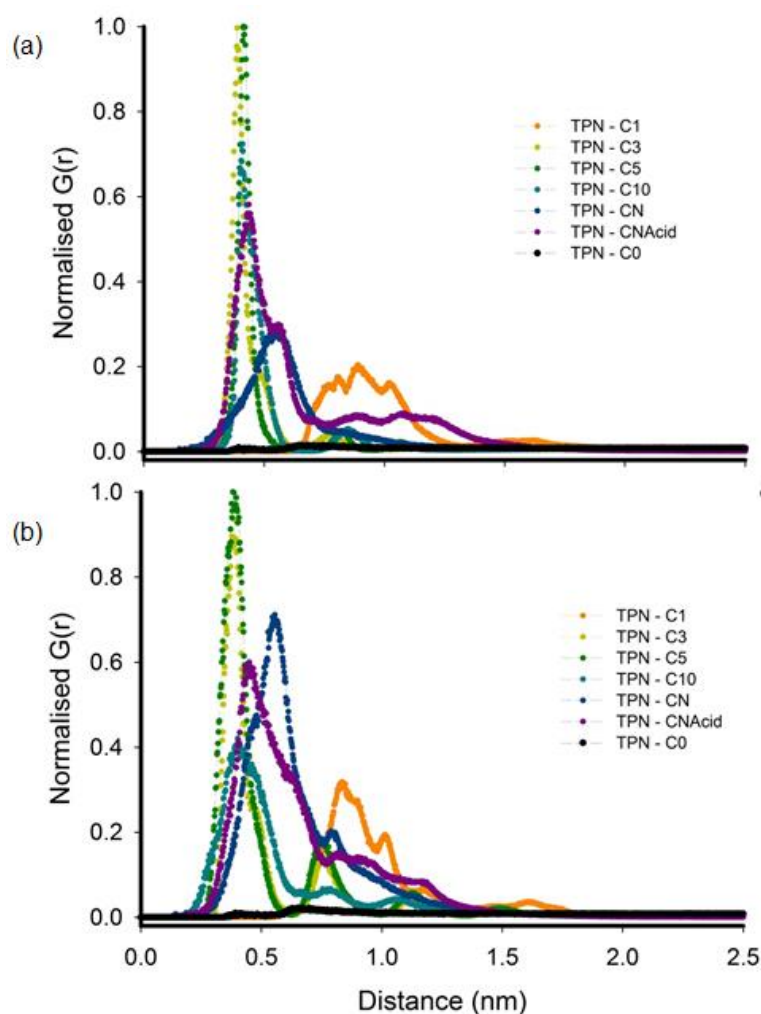 (a)
Normalised G(r)
1.0
0.8
0.6
0.4
0.2
0.0
TPN - C1
TPN - C3
TPN - C5
TPN - C10
TPN - CN
TPN - CNAcid
TPN - C0
(b)
Normalised G(r)
1.0
0.8
0.6
0.4
0.2
0.0
TPN - C1
TPN - C3
TPN - C5
TPN - C10
TPN - CN
TPN - CNAcid
TPN - C0
0.0 0.5 1.0 1.5 2.0 2.5
Distance (nm)